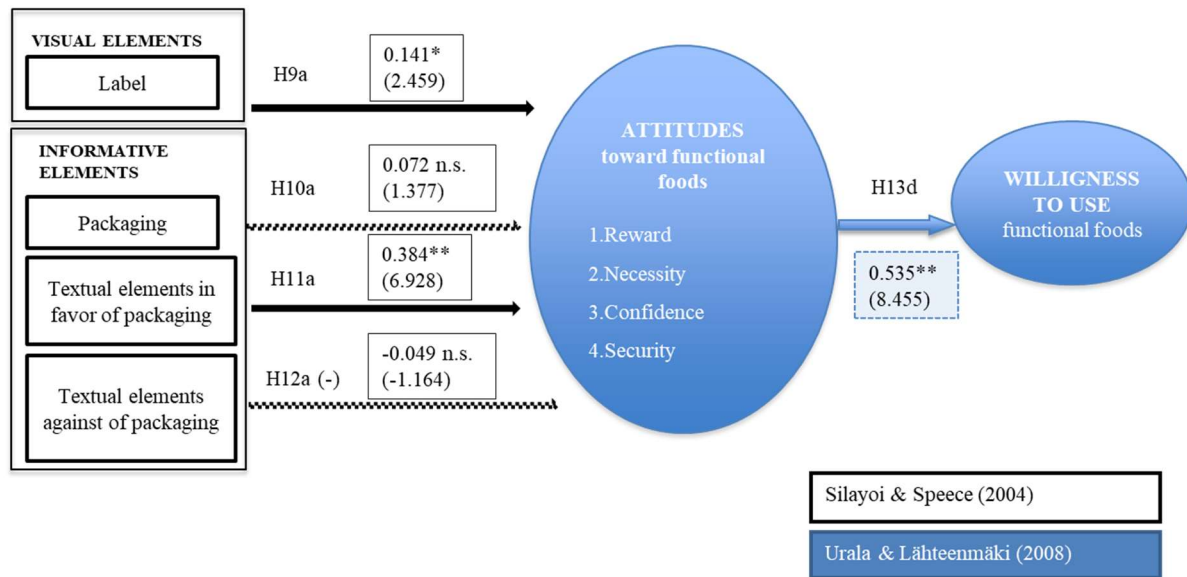 VISUAL ELEMENTS
Label
H9a
0.141*
(2.459)
INFORMATIVE
ELEMENTS
Packaging
H10a
0.072 n.s.
(1.377)
Textual elements in
favor of packaging
H11a
0.384**
(6.928)
Textual elements
against of packaging
H12a (-)
-0.049 n.s.
(-1.164)
ATTITUDES
toward functional
foods
1.Reward
2.Necessity
3.Confidence
4.Security
H13d
0.535**
(8.455)
WILLIGNESS
TO USE
functional foods
Silayoi & Speece (2004)
Urala & Lähteenmäki (2008)